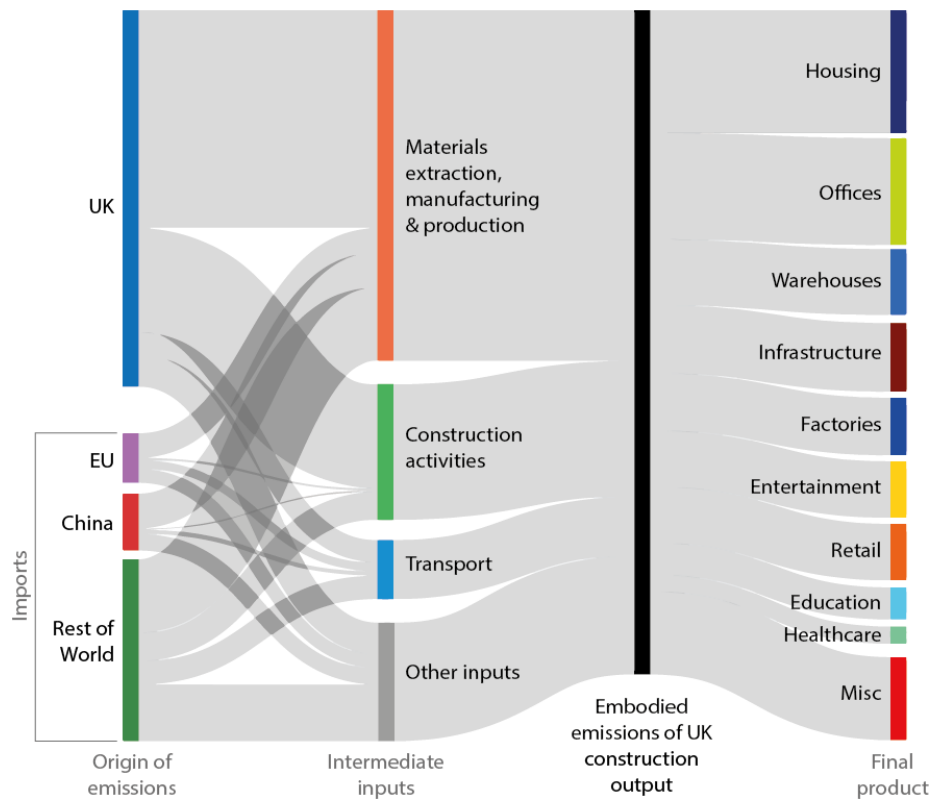 UK
EU
China
Rest of
World
Imports
Origin of
emissions
Materials
extraction,
manufacturing
& production
Construction
activities
Transport
Other inputs
Intermediate
inputs
Embodied
emissions of UK
construction
output
Housing
Offices
Warehouses
Infrastructure
Factories
Entertainment
Retail
Education
Healthcare
Misc
Final
product